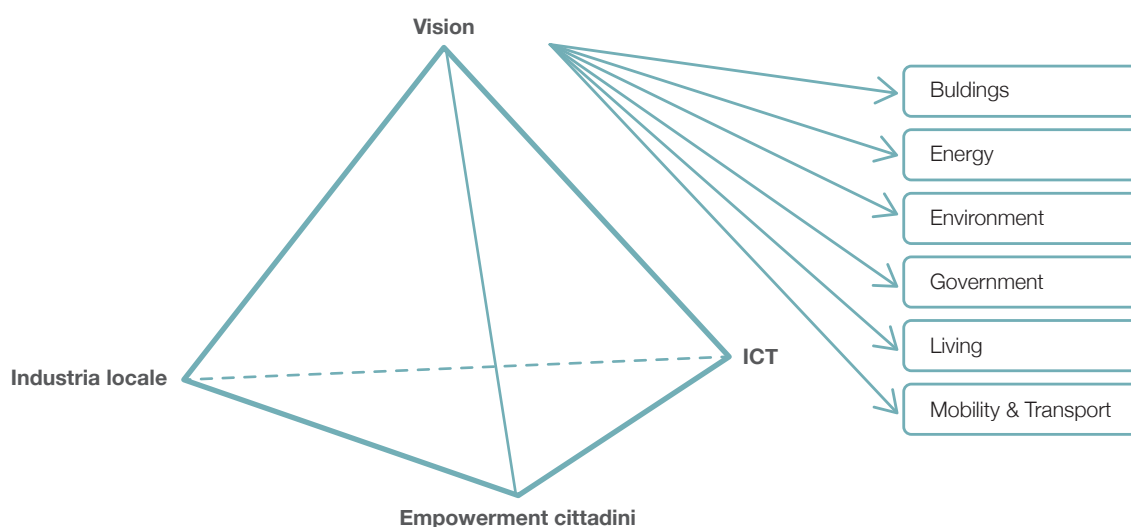 Vision
Buldings
Energy
Environment
Government
Living
Mobility & Transport
ICT
Industria locale
Empowerment cittadini